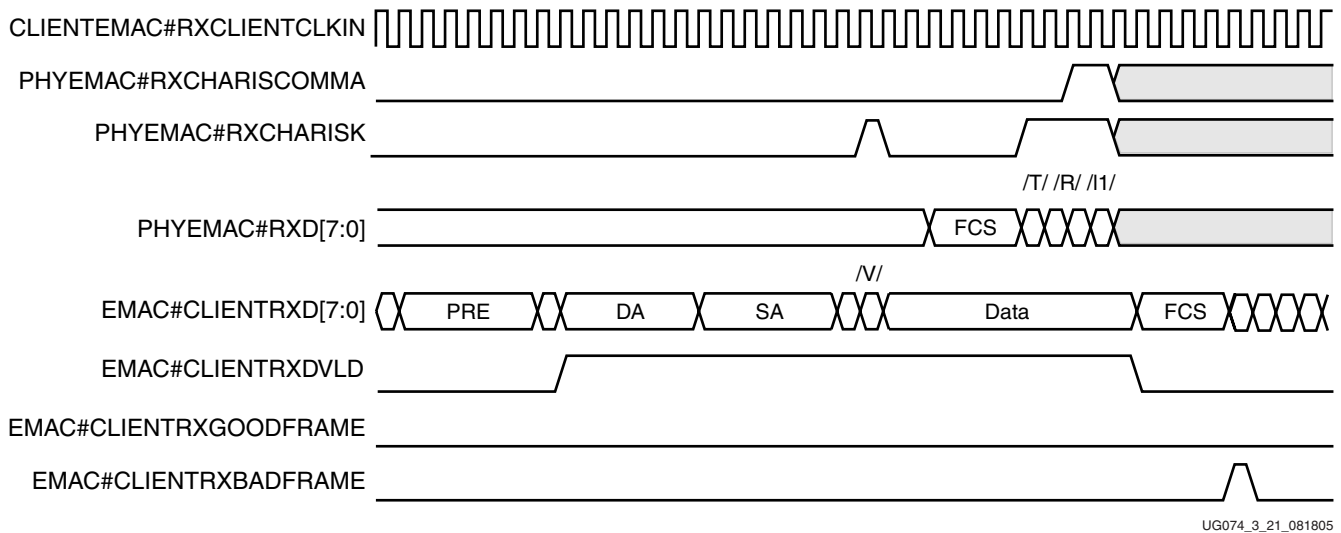 CLIENTEMAC#RXCLIENTCLKIN
PHYEMAC#RXCHARISCOMMA
PHYEMAC#RXCHARISK
/T/ /R/ /I1/
PHYEMAC#RXD[7:0] FCS
/V/
EMAC#CLIENTRXD[7:0] PRE DA SA Data FCS
EMAC#CLIENTRXDVLD
EMAC#CLIENTRXGOODFRAME
EMAC#CLIENTRXBADFRAME
UG074_3_21_081805